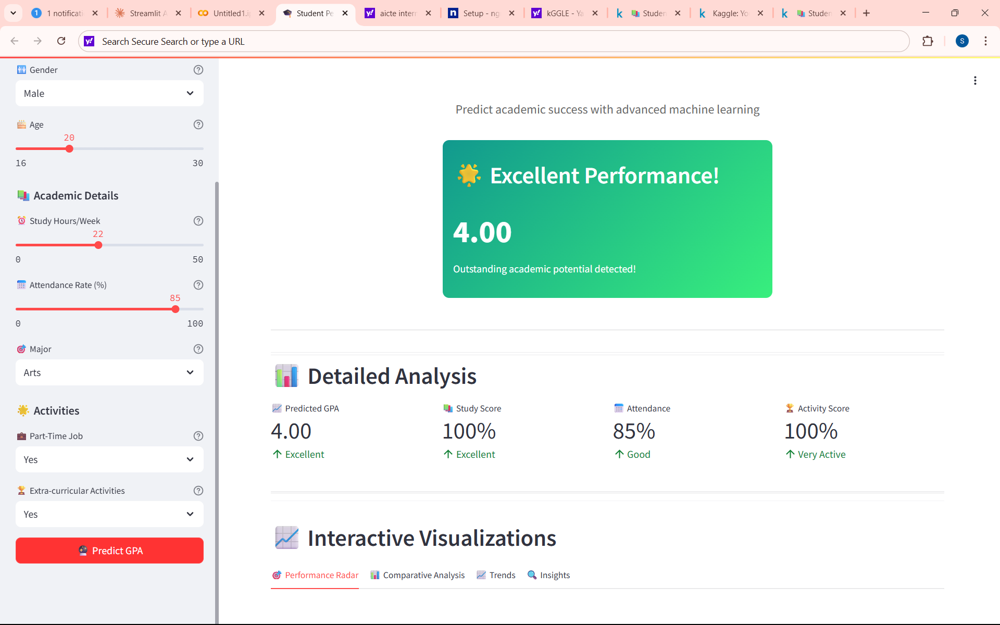 1 notificati
Streamlit A
Untitled1.i
Student Pe
aicte intern
Setup - ng
kGGLE - Ya
Studen
Kaggle: Yo
Studen
Search Secure Search or type a URL
S
Gender
Male
Age
20
16
30
Academic Details
Study Hours/Week
22
0
50
Attendance Rate (%)
85
0
100
Major
Arts
Activities
Part-Time Job
Yes
Extra-curricular Activities
Yes
Predict GPA
Predict academic success with advanced machine learning
Excellent Performance!
4.00
Outstanding academic potential detected!
Detailed Analysis
Predicted GPA
4.00
↑ Excellent
Study Score
100%
↑ Excellent
Attendance
85%
↑ Good
Activity Score
100%
↑ Very Active
Interactive Visualizations
Performance Radar
Comparative Analysis
Trends
Insights